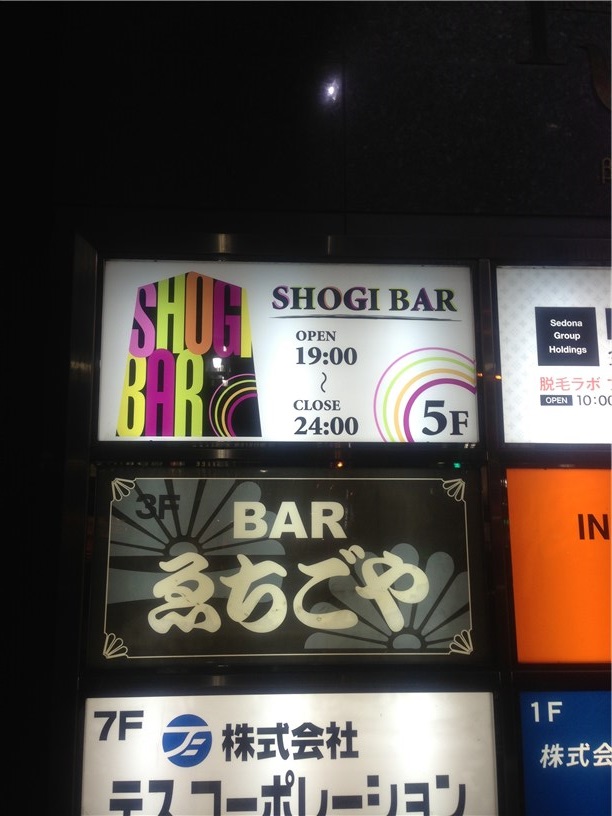 SHOGI
BAR
SHOGI BAR
OPEN
19:00
〜
CLOSE
24:00
5F
Sedona
Group
Holdings
脱毛ラボ
OPEN 10:00
3F
BAR
ゑちごや
IN
7F
株式会社
テスコーポレーション
1F
株式会